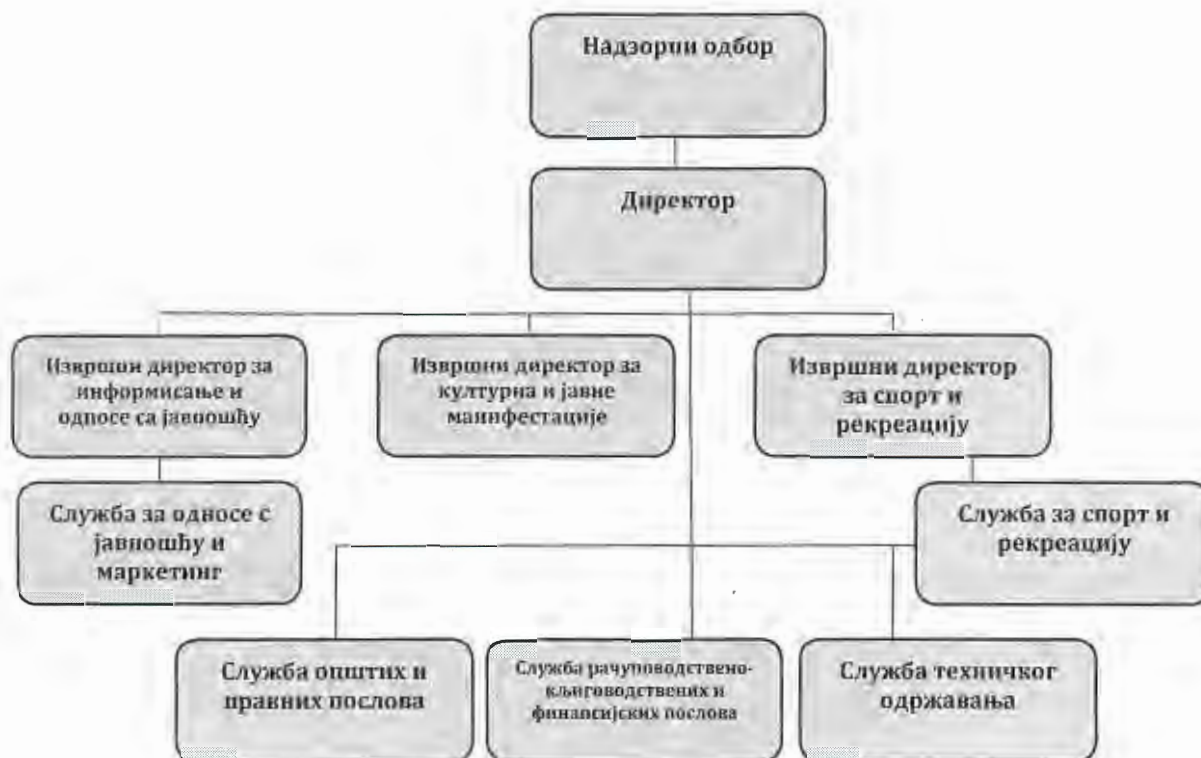 Надзорни одбор
Директор
Извршни директор за
информисање и
односе са јавношћу
Извршни директор за
културна и јавне
манифестације
Извршни директор
за спорт и
рекреацију
Служба за односе с
јавношћу и
маркетинг
Служба за спорт и
рекреацију
Служба општих и
правних послова
Служба рачуноводствено-
књиговодствених и
финансијских послова
Служба техничког
одржавања